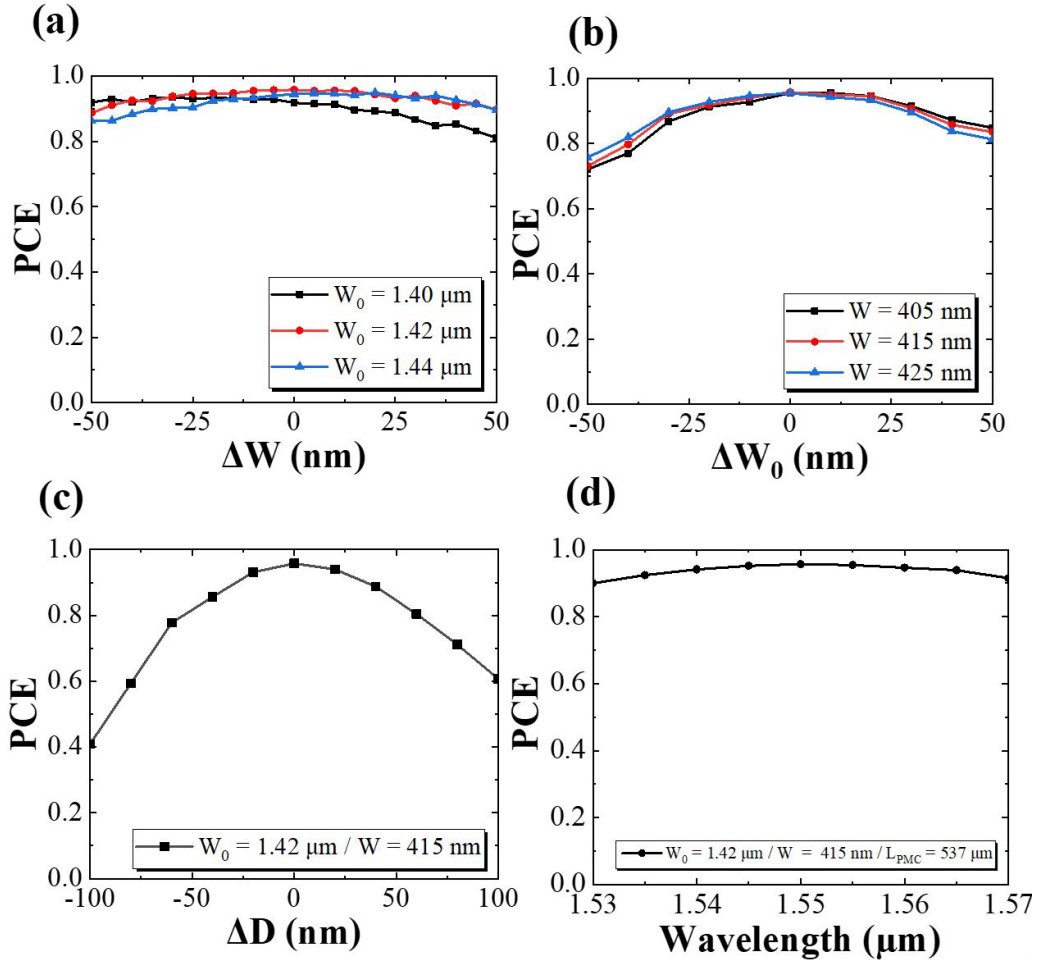 (a)
1.0
0.8
0.6
0.4
0.2
0.0
PCE
W₀ = 1.40 μm
W₀ = 1.42 μm
W₀ = 1.44 μm
-50 -25 0 25 50
ΔW (nm)
(b)
1.0
0.8
0.6
0.4
0.2
0.0
PCE
W = 405 nm
W = 415 nm
W = 425 nm
-50 -25 0 25 50
ΔW₀ (nm)
(c)
1.0
0.8
0.6
0.4
0.2
0.0
PCE
W₀ = 1.42 μm / W = 415 nm
-100 -50 0 50 100
ΔD (nm)
(d)
1.0
0.8
0.6
0.4
0.2
0.0
PCE
W₀ = 1.42 μm / W = 415 nm / L_PMC = 537 μm
1.53 1.54 1.55 1.56 1.57
Wavelength (μm)